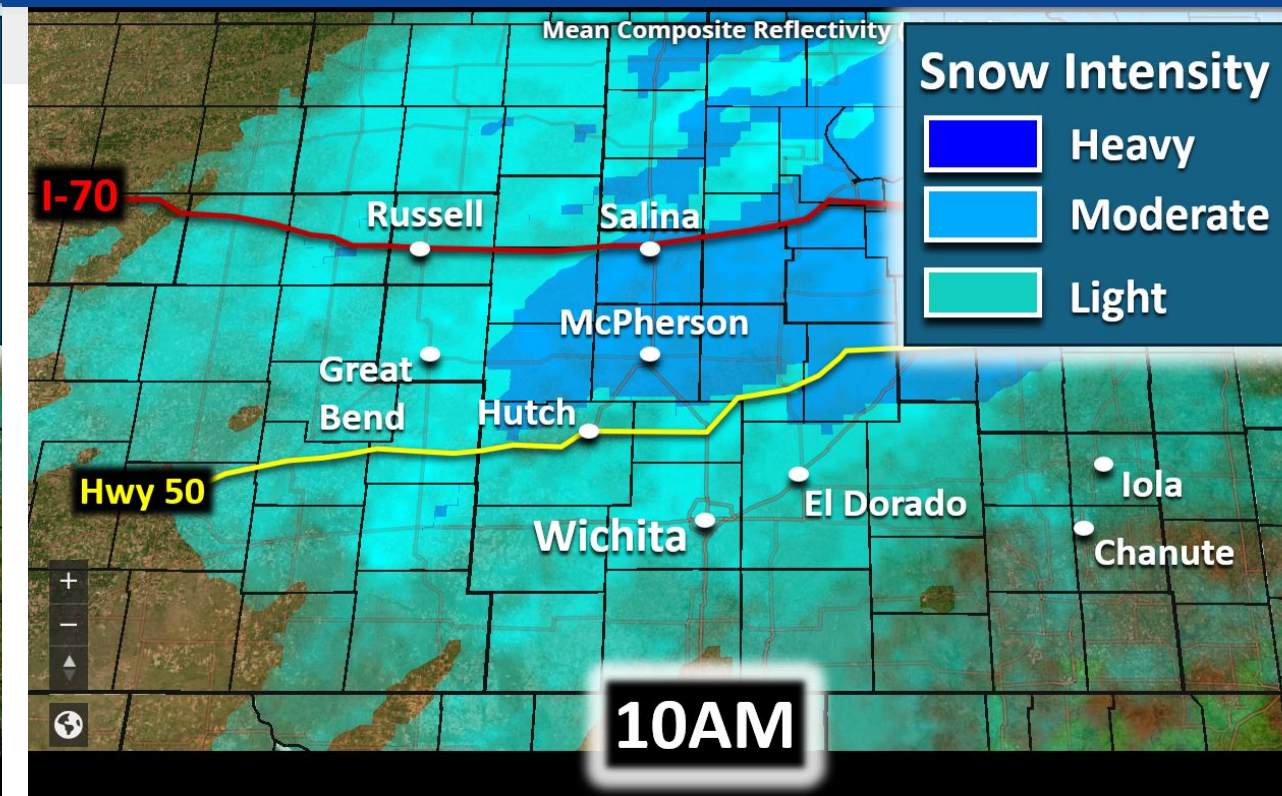 Mean Composite Reflectivity (
Snow Intensity
Heavy
Moderate
Light
I-70
Russell
Salina
McPherson
Great
Bend
Hutch
Hwy 50
El Dorado
Iola
Wichita
Chanute
+
−
10AM